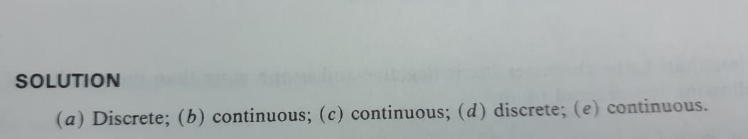 SOLUTION
(a) Discrete; (b) continuous; (c) continuous; (d) discrete; (e) continuous.